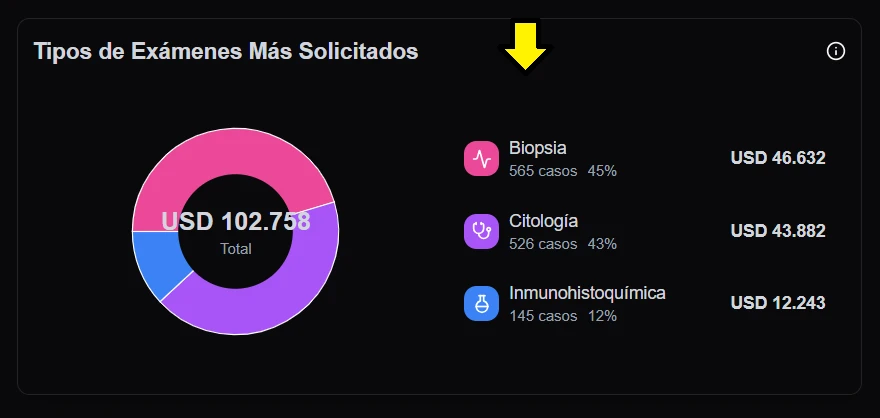 Tipos de Exámenes Más Solicitados
USD 102.758
Total
Biopsia
565 casos 45%
USD 46.632
Citología
526 casos 43%
USD 43.882
Inmunohistoquímica
145 casos 12%
USD 12.243